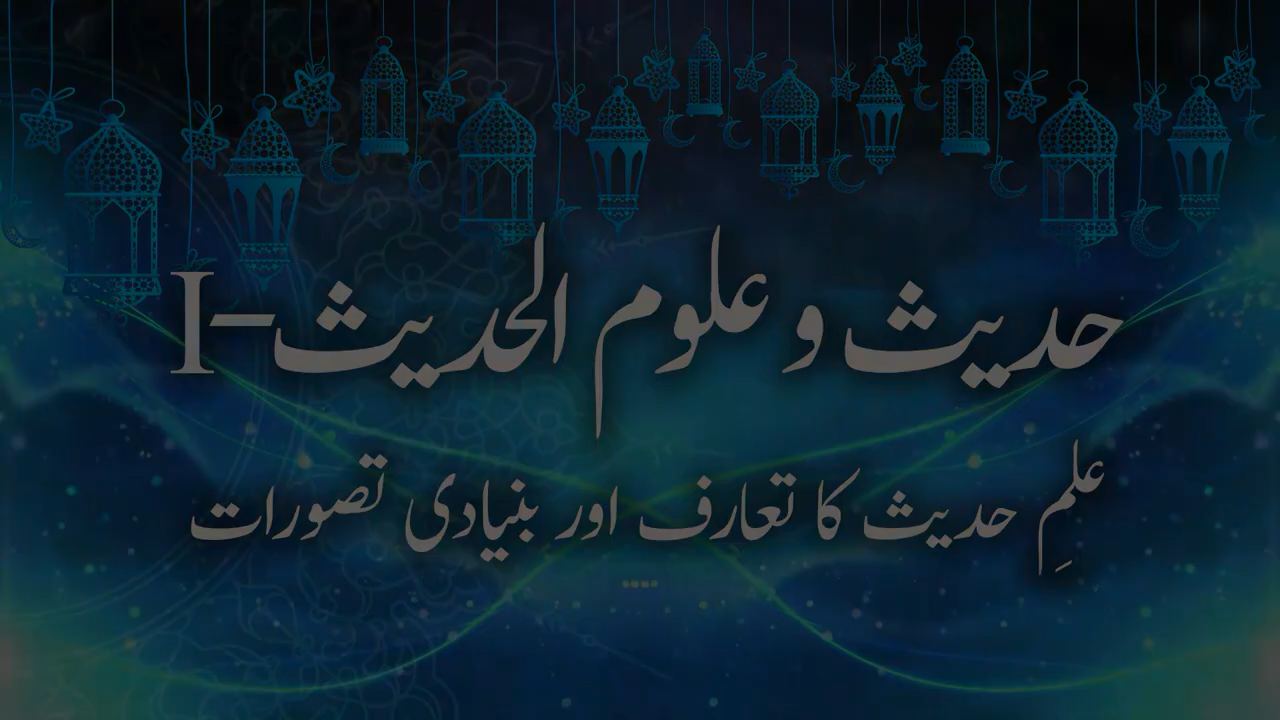 حدیث و علوم الحدیث-I
علمِ حدیث کا تعارف اور بنیادی تصورات